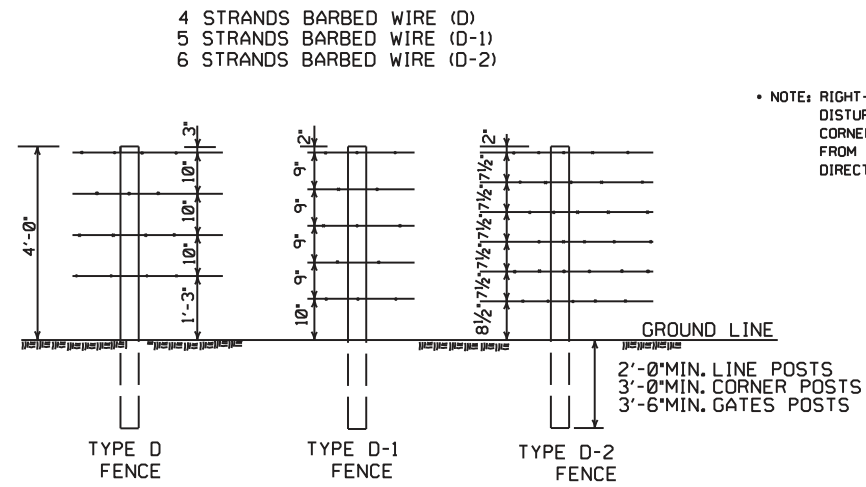 4 STRANDS BARBED WIRE (D)
5 STRANDS BARBED WIRE (D-1)
6 STRANDS BARBED WIRE (D-2)
• NOTE: RIGHT-
DISTUR
CORNER
FROM
DIRECT
4'-0"
3"
10"
10"
10"
1'-3"
2"
9"
9"
9"
9"
10"
2"
7½"
7½"
7½"
7½"
7½"
8½"
GROUND LINE
2'-0"MIN. LINE POSTS
3'-0"MIN. CORNER POSTS
3'-6"MIN. GATES POSTS
TYPE D
FENCE
TYPE D-1
FENCE
TYPE D-2
FENCE